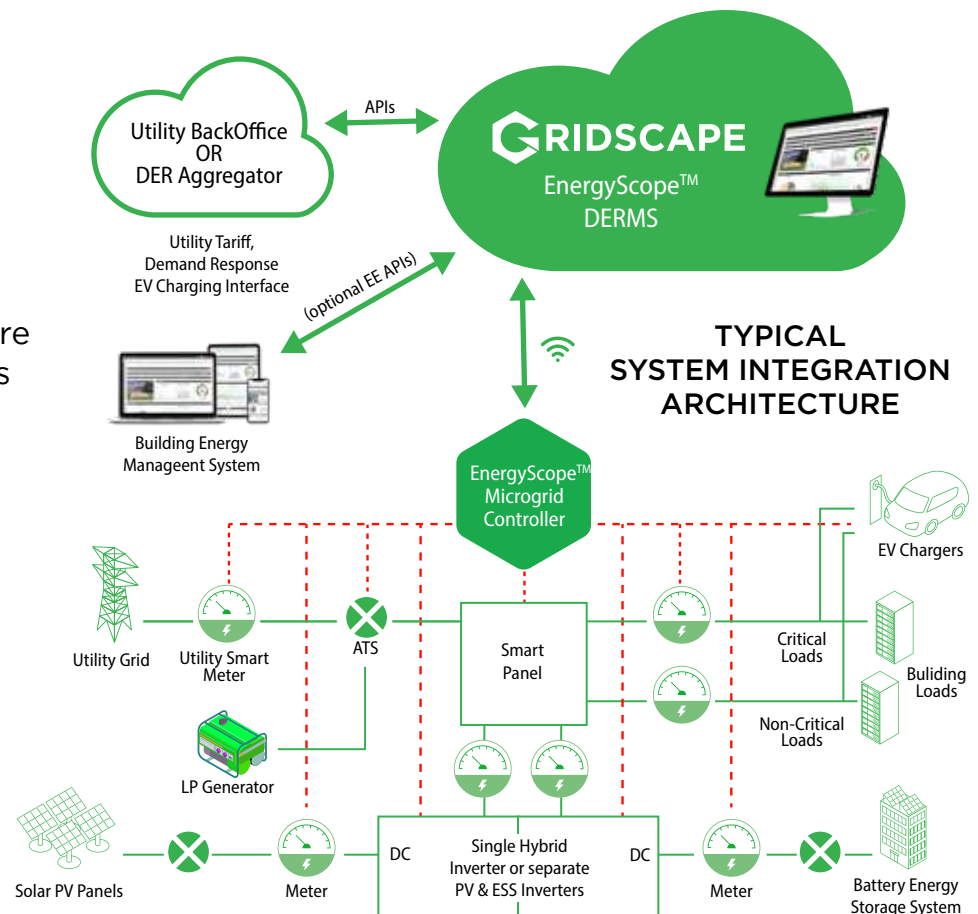 APIs
Utility BackOffice
OR
DER Aggregator
GRIDSCAPE
EnergyScope™
DERMS
Utility Tariff,
Demand Response
EV Charging Interface
(optional EE APIs)
re
s
TYPICAL
SYSTEM INTEGRATION
ARCHITECTURE
Building Energy
Manageent System
EnergyScope™
Microgrid
Controller
EV Chargers
Utility Grid
Utility Smart
Meter
ATS
Smart
Panel
Critical
Loads
Buliding
Loads
Non-Critical
Loads
LP Generator
Solar PV Panels
Meter
DC
Single Hybrid
Inverter or separate
PV & ESS Inverters
DC
Meter
Battery Energy
Storage System